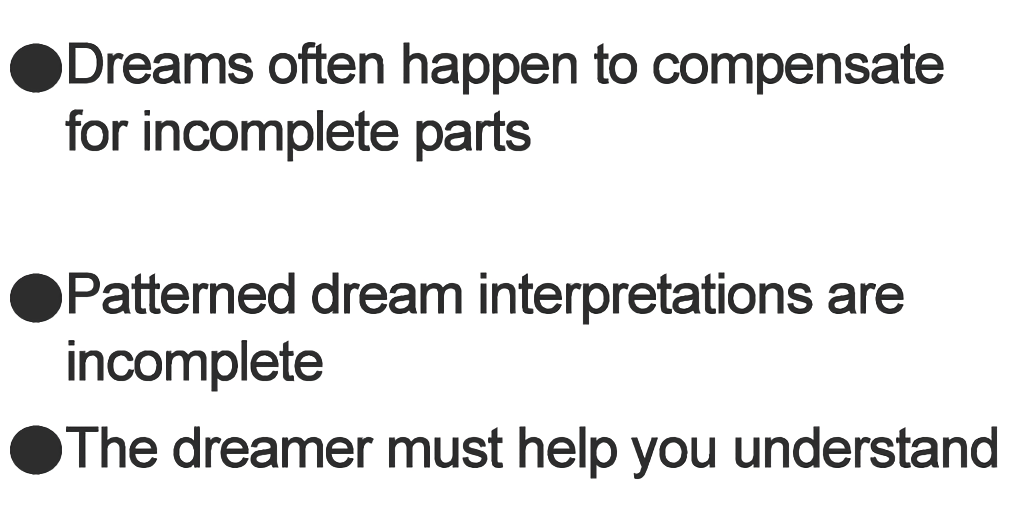 ●Dreams often happen to compensate
for incomplete parts
●Patterned dream interpretations are
incomplete
●The dreamer must help you understand